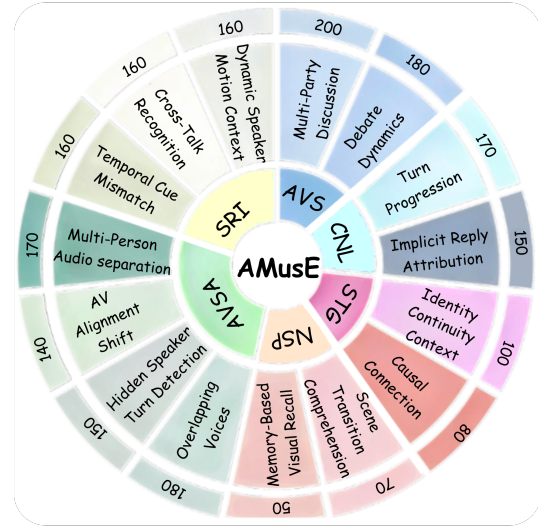 AMusE
AVS
CNL
STG
NSP
AVSA
SRI
Multi-Party
Discussion
200
Debate
Dynamics
180
Turn
Progression
170
Implicit Reply
Attribution
150
Identity
Continuity
Context
100
Causal
Connection
80
Scene
Transition
Comprehension
70
Memory-Based
Visual Recall
50
Overlapping
Voices
180
Hidden Speaker
Turn Detection
150
AV
Alignment
Shift
140
Multi-Person
Audio separation
170
Temporal Cue
Mismatch
160
Cross-Talk
Recognition
160
Dynamic Speaker
Motion Context
160